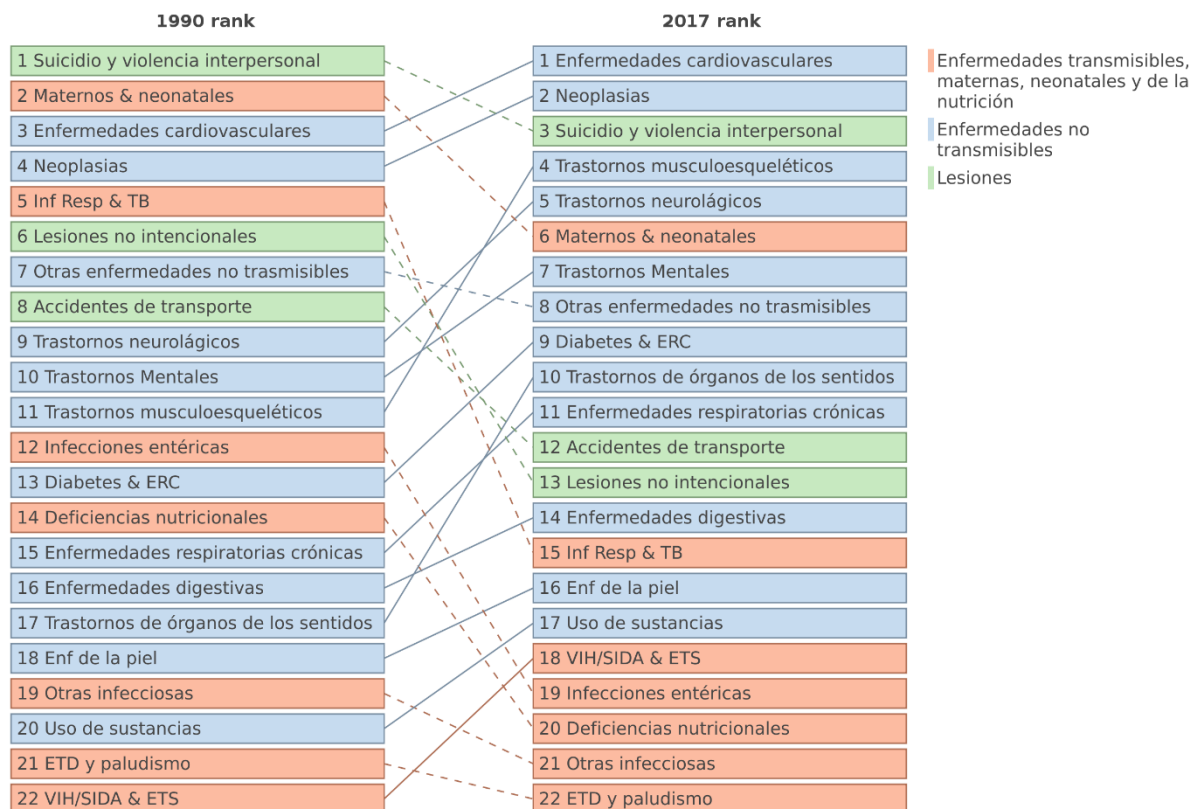 1990 rank
1 Suicidio y violencia interpersonal
2 Maternos & neonatales
3 Enfermedades cardiovasculares
4 Neoplasias
5 Inf Resp & TB
6 Lesiones no intencionales
7 Otras enfermedades no trasmisibles
8 Accidentes de transporte
9 Trastornos neurolágicos
10 Trastornos Mentales
11 Trastornos musculoesqueléticos
12 Infecciones entéricas
13 Diabetes & ERC
14 Deficiencias nutricionales
15 Enfermedades respiratorias crónicas
16 Enfermedades digestivas
17 Trastornos de órganos de los sentidos
18 Enf de la piel
19 Otras infecciosas
20 Uso de sustancias
21 ETD y paludismo
22 VIH/SIDA & ETS
2017 rank
1 Enfermedades cardiovasculares
2 Neoplasias
3 Suicidio y violencia interpersonal
4 Trastornos musculoesqueléticos
5 Trastornos neurolágicos
6 Maternos & neonatales
7 Trastornos Mentales
8 Otras enfermedades no trasmisibles
9 Diabetes & ERC
10 Trastornos de órganos de los sentidos
11 Enfermedades respiratorias crónicas
12 Accidentes de transporte
13 Lesiones no intencionales
14 Enfermedades digestivas
15 Inf Resp & TB
16 Enf de la piel
17 Uso de sustancias
18 VIH/SIDA & ETS
19 Infecciones entéricas
20 Deficiencias nutricionales
21 Otras infecciosas
22 ETD y paludismo
Enfermedades transmisibles,
maternas, neonatales y de la
nutrición
Enfermedades no
transmisibles
Lesiones